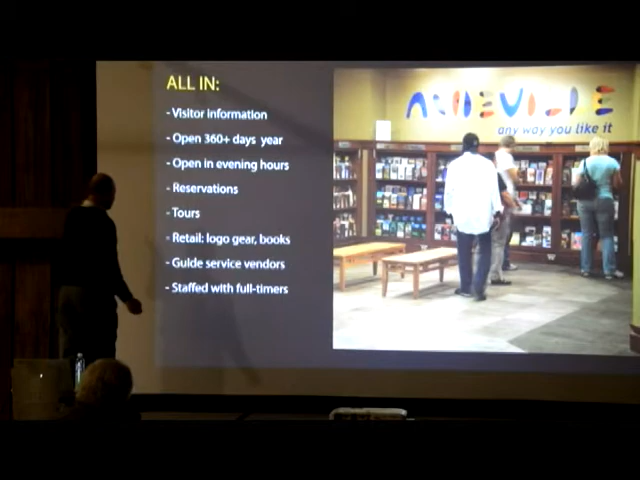 ALL IN:
- Visitor information
- Open 360+ days year
- Open in evening hours
- Reservations
- Tours
- Retail: logo gear, books
- Guide service vendors
- Staffed with full-timers
ASHEVILLE
any way you like it